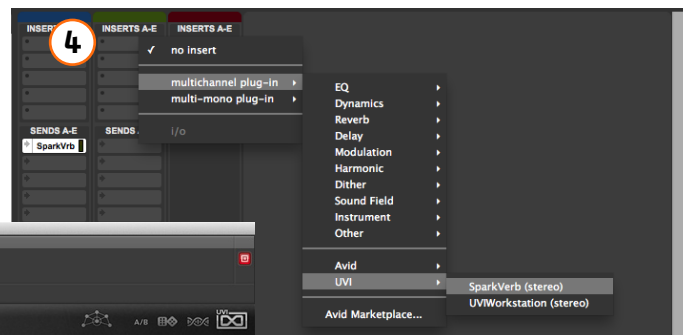 INSERTS A-E INSERTS A-E
4
✓ no insert
multichannel plug-in
multi-mono plug-in
i/o
SENDS A-E SENDS
SparkVrb
EQ
Dynamics
Reverb
Delay
Modulation
Harmonic
Dither
Sound Field
Instrument
Other
Avid
UVI
Avid Marketplace...
SparkVerb (stereo)
UVIWorkstation (stereo)
A/B
UVI